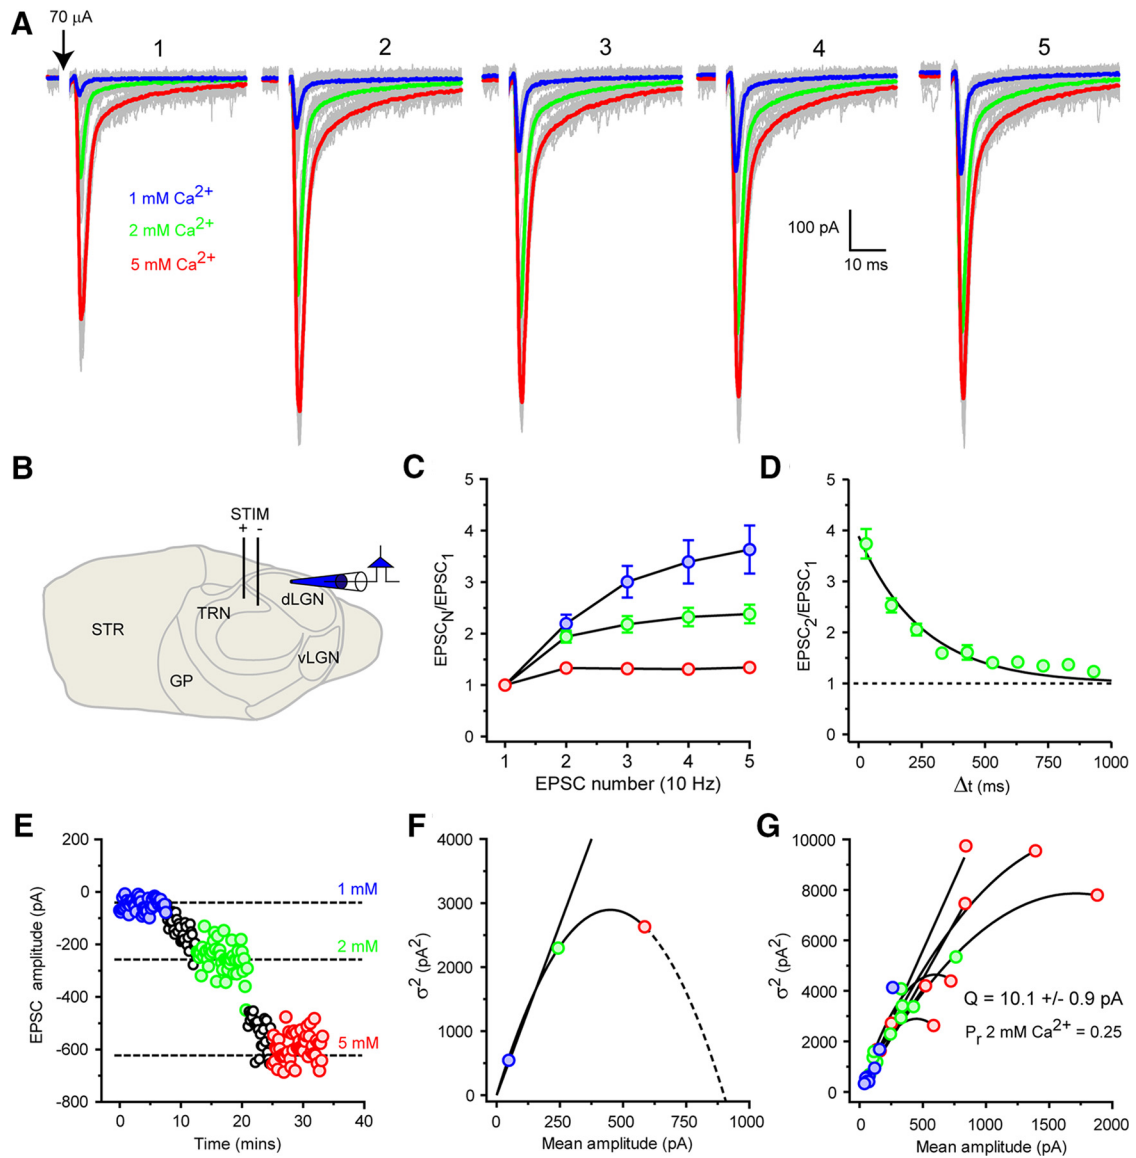 A
70 μA
1
2
3
4
5
1 mM Ca2+
2 mM Ca2+
5 mM Ca2+
100 pA
10 ms
B
STIM
+ -
dLGN
TRN
STR
vLGN
GP
C
5
4
3
2
1
0
EPSCN/EPSC1
1 2 3 4 5
EPSC number (10 Hz)
D
5
4
3
2
1
0
EPSC2/EPSC1
0 250 500 750 1000
Δt (ms)
E
200
0
-200
-400
-600
-800
EPSC amplitude (pA)
1 mM
2 mM
5 mM
0 10 20 30 40
Time (mins)
F
4000
3000
2000
1000
0
σ2 (pA2)
0 250 500 750 1000
Mean amplitude (pA)
G
10000
8000
6000
4000
2000
0
σ2 (pA2)
Q = 10.1 +/- 0.9 pA
Pr 2 mM Ca2+ = 0.25
0 500 1000 1500 2000
Mean amplitude (pA)